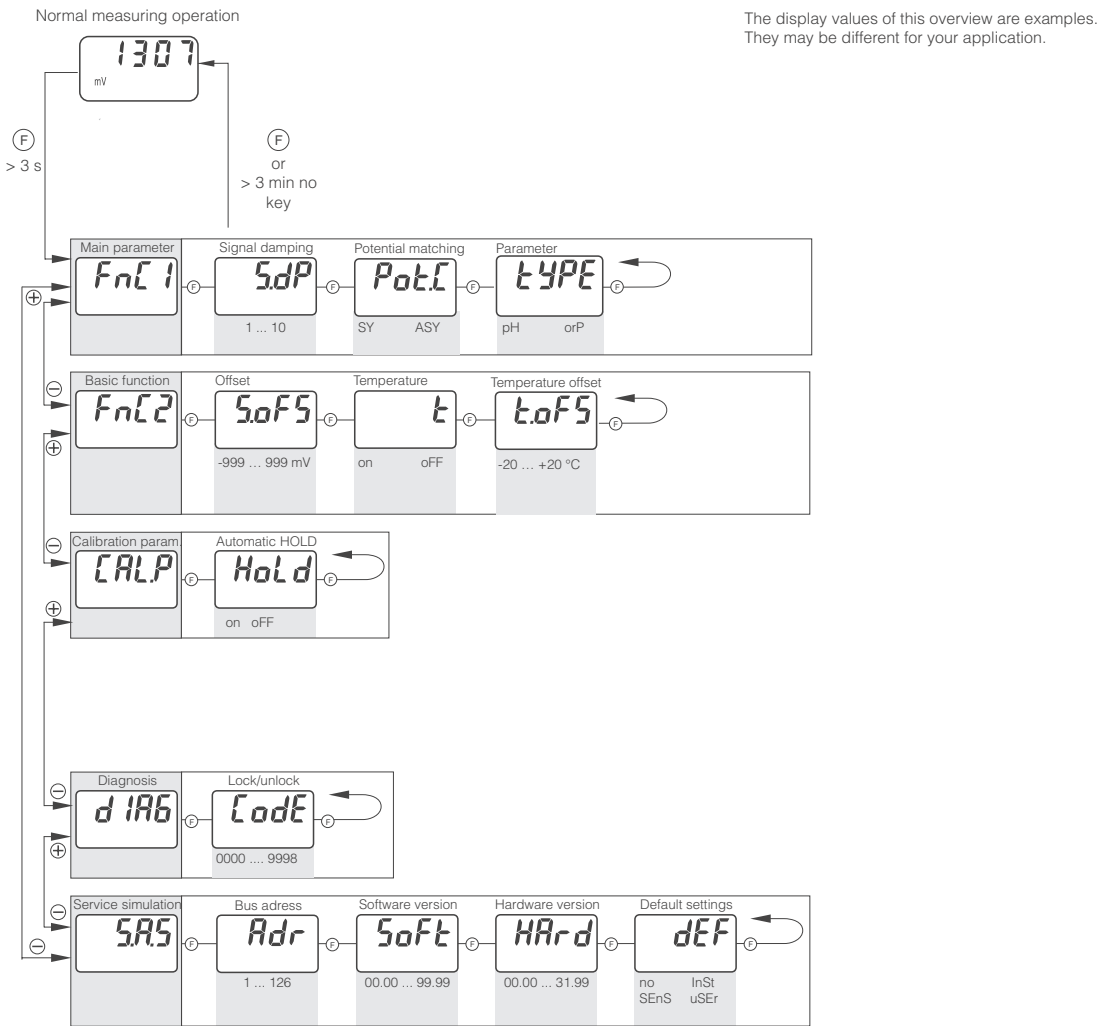 Normal measuring operation
The display values of this overview are examples.
They may be different for your application.
1307
mV
F
> 3 s
F
or
> 3 min no
key
Main parameter Signal damping Potential matching Parameter
FnC1 F S.dP F Pot.C F tYPE F
+
1 ... 10 SY ASY pH orP
− Basic function Offset Temperature Temperature offset
FnC2 F S.oFS F t F t.oFS F
+
-999 ... 999 mV on oFF -20 ... +20 °C
− Calibration param. Automatic HOLD
CAL.P F HoLd F
+
on oFF
Diagnosis Lock/unlock
−
dIAG F CodE F
+
0000 .... 9998
Service simulation Bus adress Software version Hardware version Default settings
−
S.A.S F Adr F SoFt F HArd F dEF F
−
1 ... 126 00.00 ... 99.99 00.00 ... 31.99 no InSt
SEnS uSEr